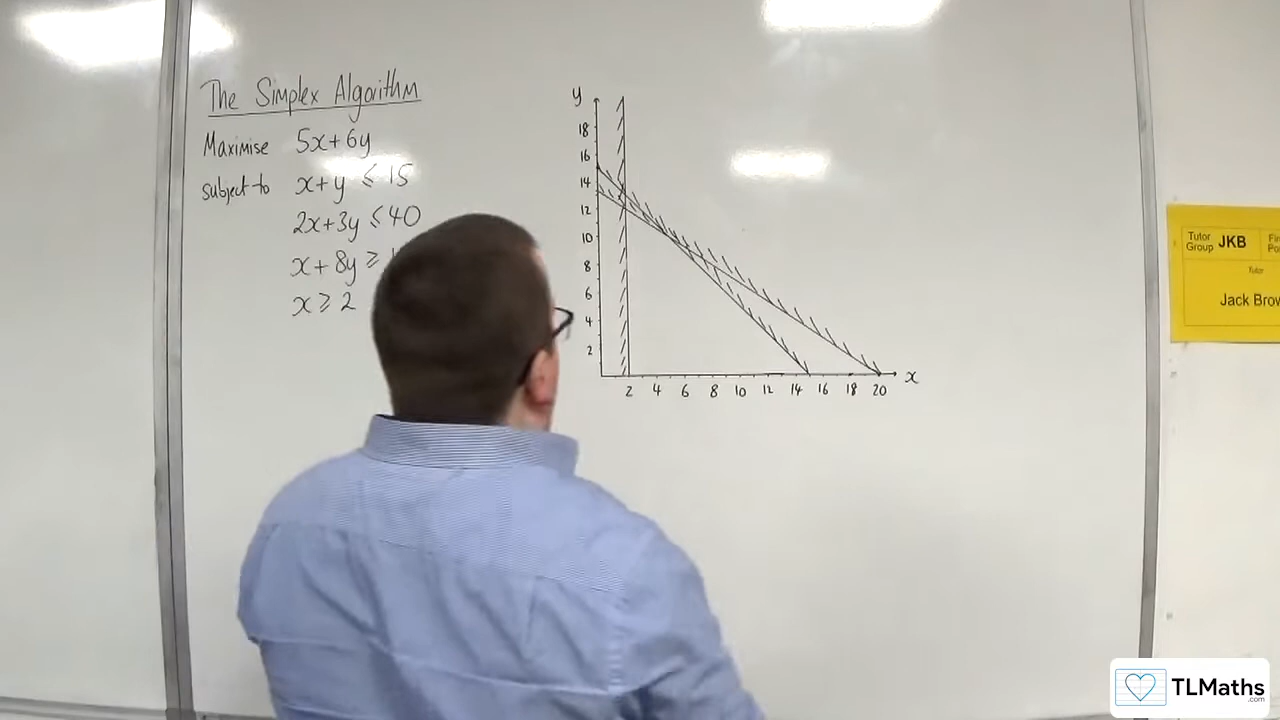 The Simplex Algorithm
Maximise 5x+6y
subject to x+y ≤ 15
2x+3y ≤ 40
x+8y ≥
x ≥ 2
y
18
16
14
12
10
8
6
4
2
2 4 6 8 10 12 14 16 18 20 x
Tutor Group JKB
Tutor
Jack
TLMaths
.com